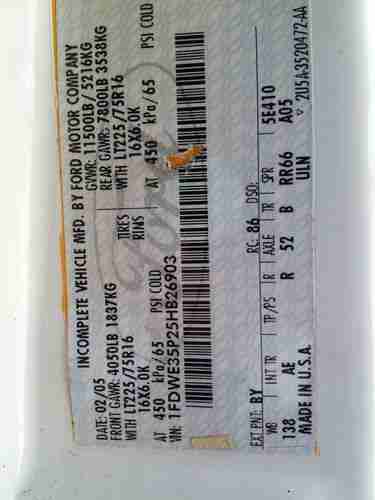 INCOMPLETE VEHICLE MFD. BY FORD MOTOR COMPANY
DATE: 02/05 GVWR: 11500LB/ 5216KG
FRONT GAWR: 4050LB 1837KG REAR GAWR: 7800LB 3538KG
WITH LT225/75R16 TIRES WITH LT225/75R16
16X6.0K RIMS 16X6.0K
AT 450 kPa/65 PSI COLD AT 450 kPa/65 PSI COLD
VIN: 1FDWE35P25HB26903
EXT PNT: BY RC: 86 DSO:
WB INT TR TP/PS R AXLE TR SPR 5E410
138 AE R 52 B RR66 A05
MADE IN U.S.A. ULN 2U5A-3520472-AA